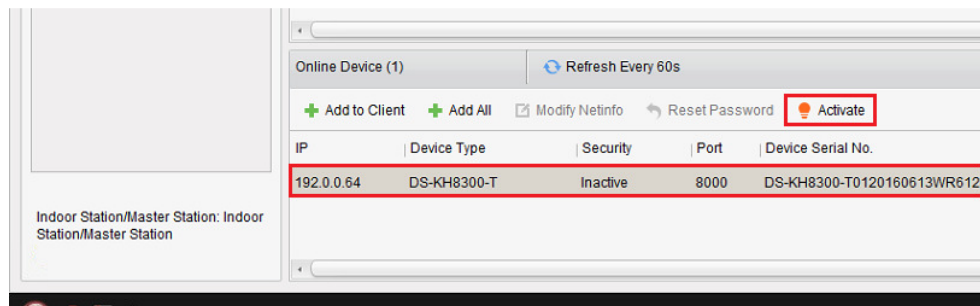 Online Device (1)
Refresh Every 60s
Add to Client
Add All
Modify Netinfo
Reset Password
Activate
IP
Device Type
Security
Port
Device Serial No.
192.0.0.64
DS-KH8300-T
Inactive
8000
DS-KH8300-T0120160613WR612
Indoor Station/Master Station: Indoor
Station/Master Station